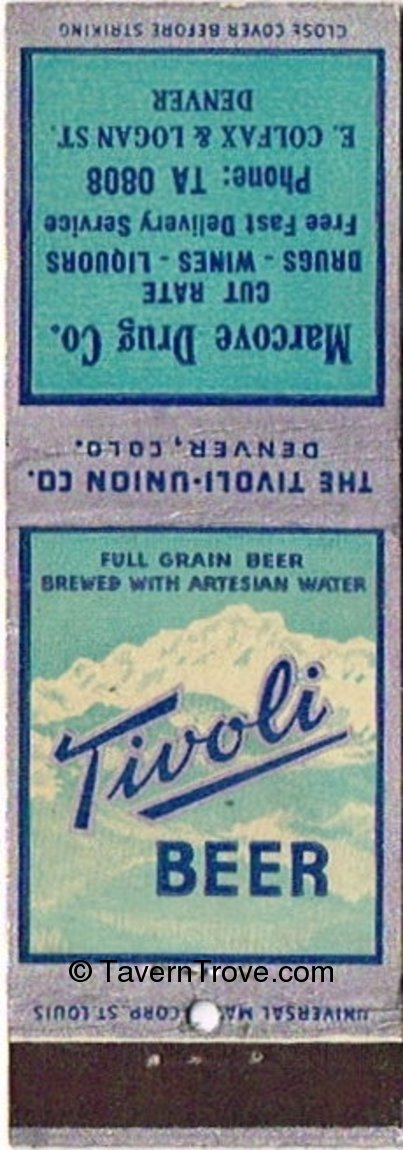 CLOSE COVER BEFORE STRIKING
Marcove Drug Co.
CUT RATE
DRUGS - WINES - LIQUORS
Free Fast Delivery Service
Phone: TA 0808
E. COLFAX & LOGAN ST.
DENVER
THE TIVOLI-UNION CO.
DENVER, COLO.
FULL GRAIN BEER
BREWED WITH ARTESIAN WATER
Tivoli
BEER
© TavernTrove.com
UNIVERSAL CORP. ST. LOUIS